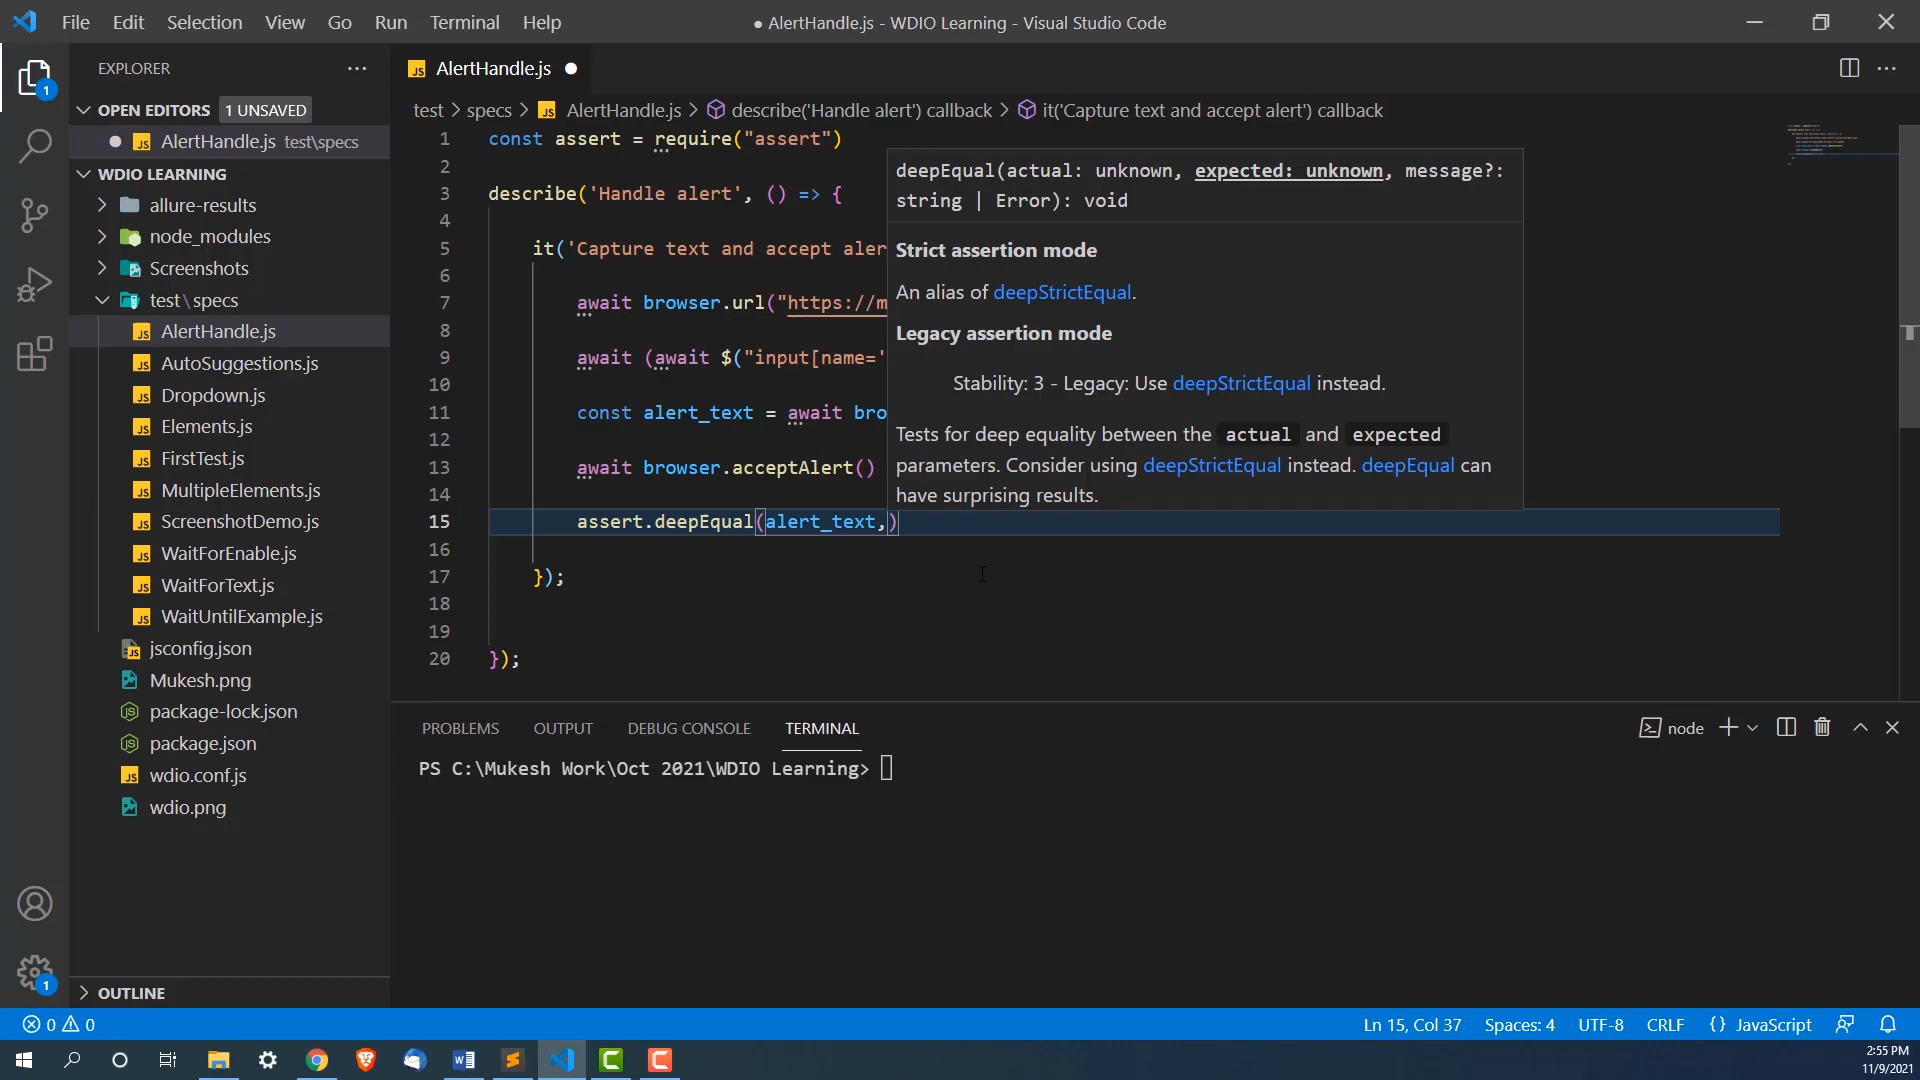 File Edit Selection View Go Run Terminal Help
● AlertHandle.js - WDIO Learning - Visual Studio Code
EXPLORER
OPEN EDITORS 1 UNSAVED
AlertHandle.js test\specs
WDIO LEARNING
allure-results
node_modules
Screenshots
test\specs
AlertHandle.js
AutoSuggestions.js
Dropdown.js
Elements.js
FirstTest.js
MultipleElements.js
ScreenshotDemo.js
WaitForEnable.js
WaitForText.js
WaitUntilExample.js
jsconfig.json
Mukesh.png
package-lock.json
package.json
wdio.conf.js
wdio.png
OUTLINE
AlertHandle.js
test > specs > AlertHandle.js > describe('Handle alert') callback > it('Capture text and accept alert') callback
1 const assert = require("assert")
2
3 describe('Handle alert', () => {
4
5 it('Capture text and accept aler
6
7 await browser.url("https://m
8
9 await (await $("input[name='
10
11 const alert_text = await bro
12
13 await browser.acceptAlert()
14
15 assert.deepEqual(alert_text,)
16
17 });
18
19
20 });
deepEqual(actual: unknown, expected: unknown, message?:
string | Error): void
Strict assertion mode
An alias of deepStrictEqual.
Legacy assertion mode
Stability: 3 - Legacy: Use deepStrictEqual instead.
Tests for deep equality between the actual and expected
parameters. Consider using deepStrictEqual instead. deepEqual can
have surprising results.
PROBLEMS OUTPUT DEBUG CONSOLE TERMINAL
node
PS C:\Mukesh Work\Oct 2021\WDIO Learning>
1
1
0 0
Ln 15, Col 37 Spaces: 4 UTF-8 CRLF {} JavaScript
2:55 PM
11/9/2021